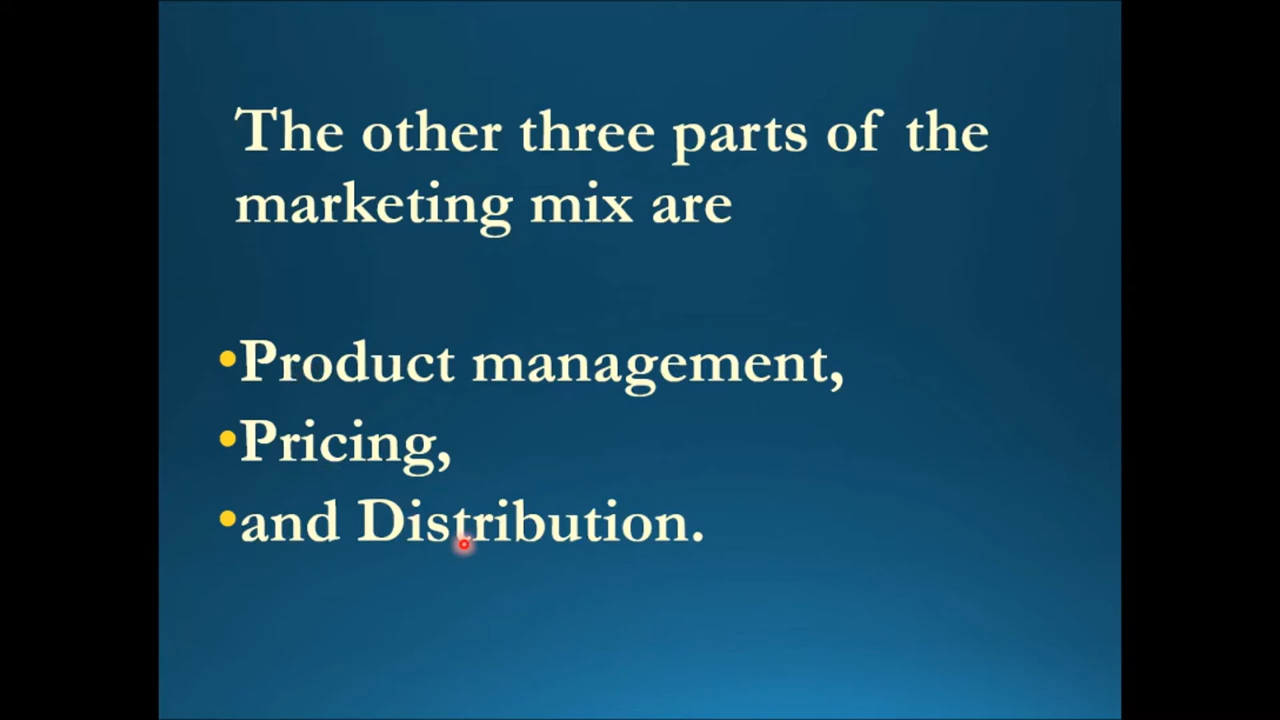 The other three parts of the
marketing mix are
•Product management,
•Pricing,
•and Distribution.